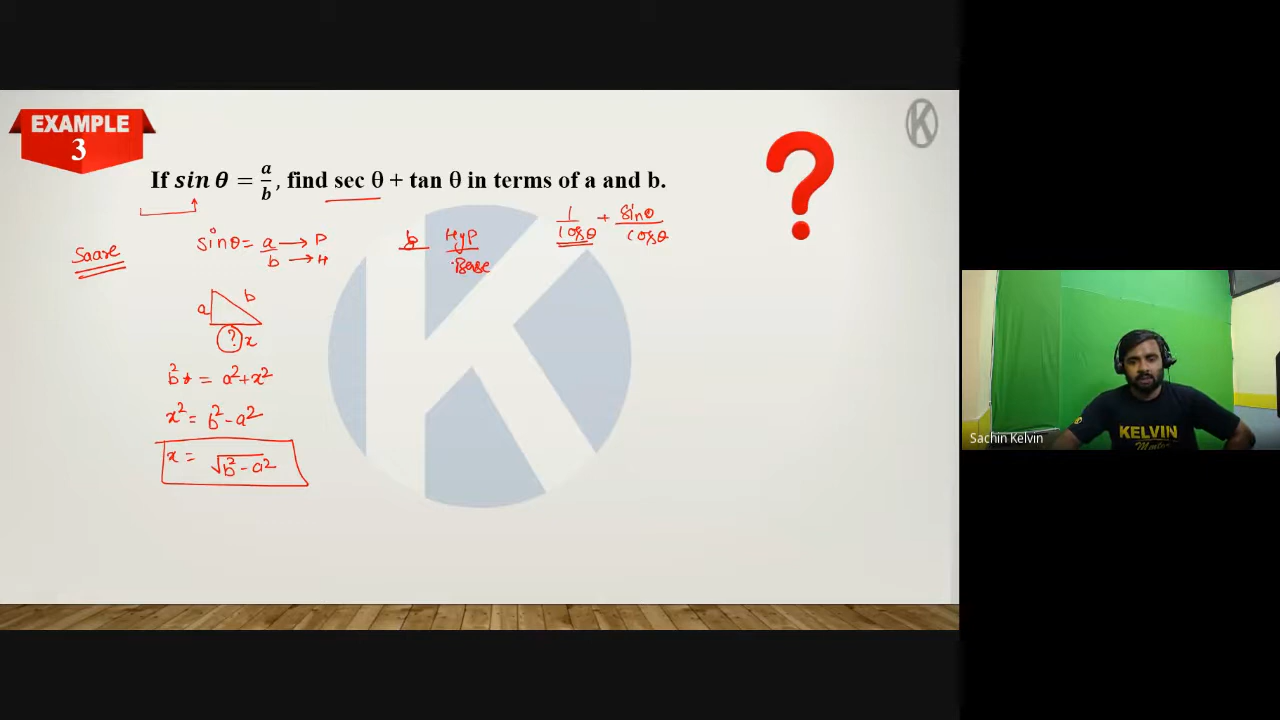 EXAMPLE
3
If sin θ = a/b, find sec θ + tan θ in terms of a and b.
Saare
sinθ = a → P
b → H
b Hyp
Base
1/cosθ + sinθ/cosθ
a b
? x
b² = a²+x²
x² = b²-a²
x = √b²-a²
K
KELVIN
Sachin Kelvin